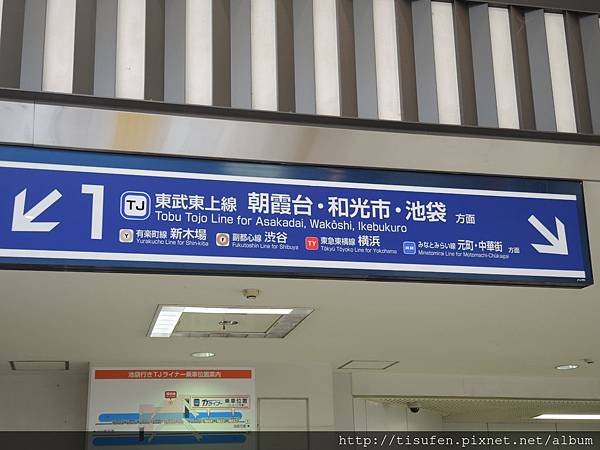 1 TJ 東武東上線 朝霞台・和光市・池袋 方面
Tobu Tojo Line for Asakadai, Wakōshi, Ikebukuro
Y 有楽町線 新木場 F 副都心線 渋谷 TY 東急東横線 横浜 みなとみらい線 元町・中華街 方面
Yurakucho Line for Shin-kiba Fukutoshin Line for Shibuya Tōkyū Tōyoko Line for Yokohama Minatomirai Line for Motomachi-Chūkagai
池袋行きTJライナー乗車位置案内
乗車位置
http://tisufen.pixnet.net/album